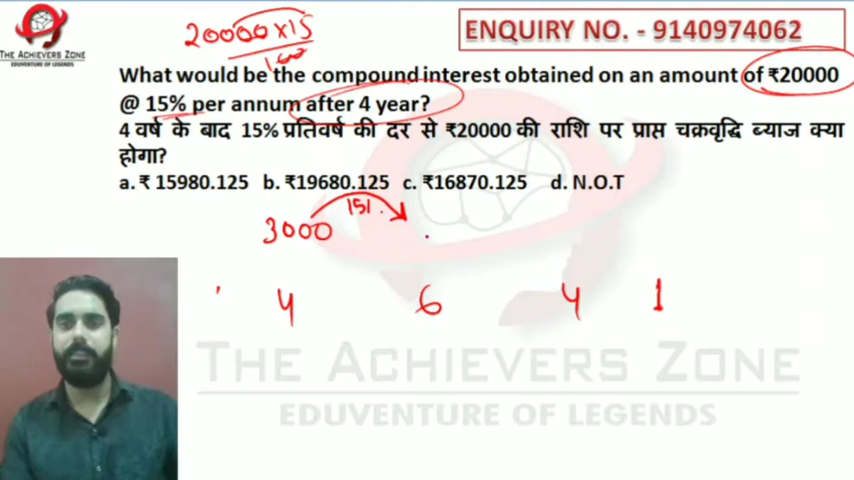 THE ACHIEVERS ZONE
EDUVENTURE OF LEGENDS
20000 x 15
100
ENQUIRY NO. - 9140974062
What would be the compound interest obtained on an amount of ₹20000
@ 15% per annum after 4 year?
4 वर्ष के बाद 15% प्रतिवर्ष की दर से ₹20000 की राशि पर प्राप्त चक्रवृद्धि ब्याज क्या
होगा?
a. ₹ 15980.125 b. ₹19680.125 c. ₹16870.125 d. N.O.T
3000 15%
4 6 4 1
THE ACHIEVERS ZONE
EDUVENTURE OF LEGENDS